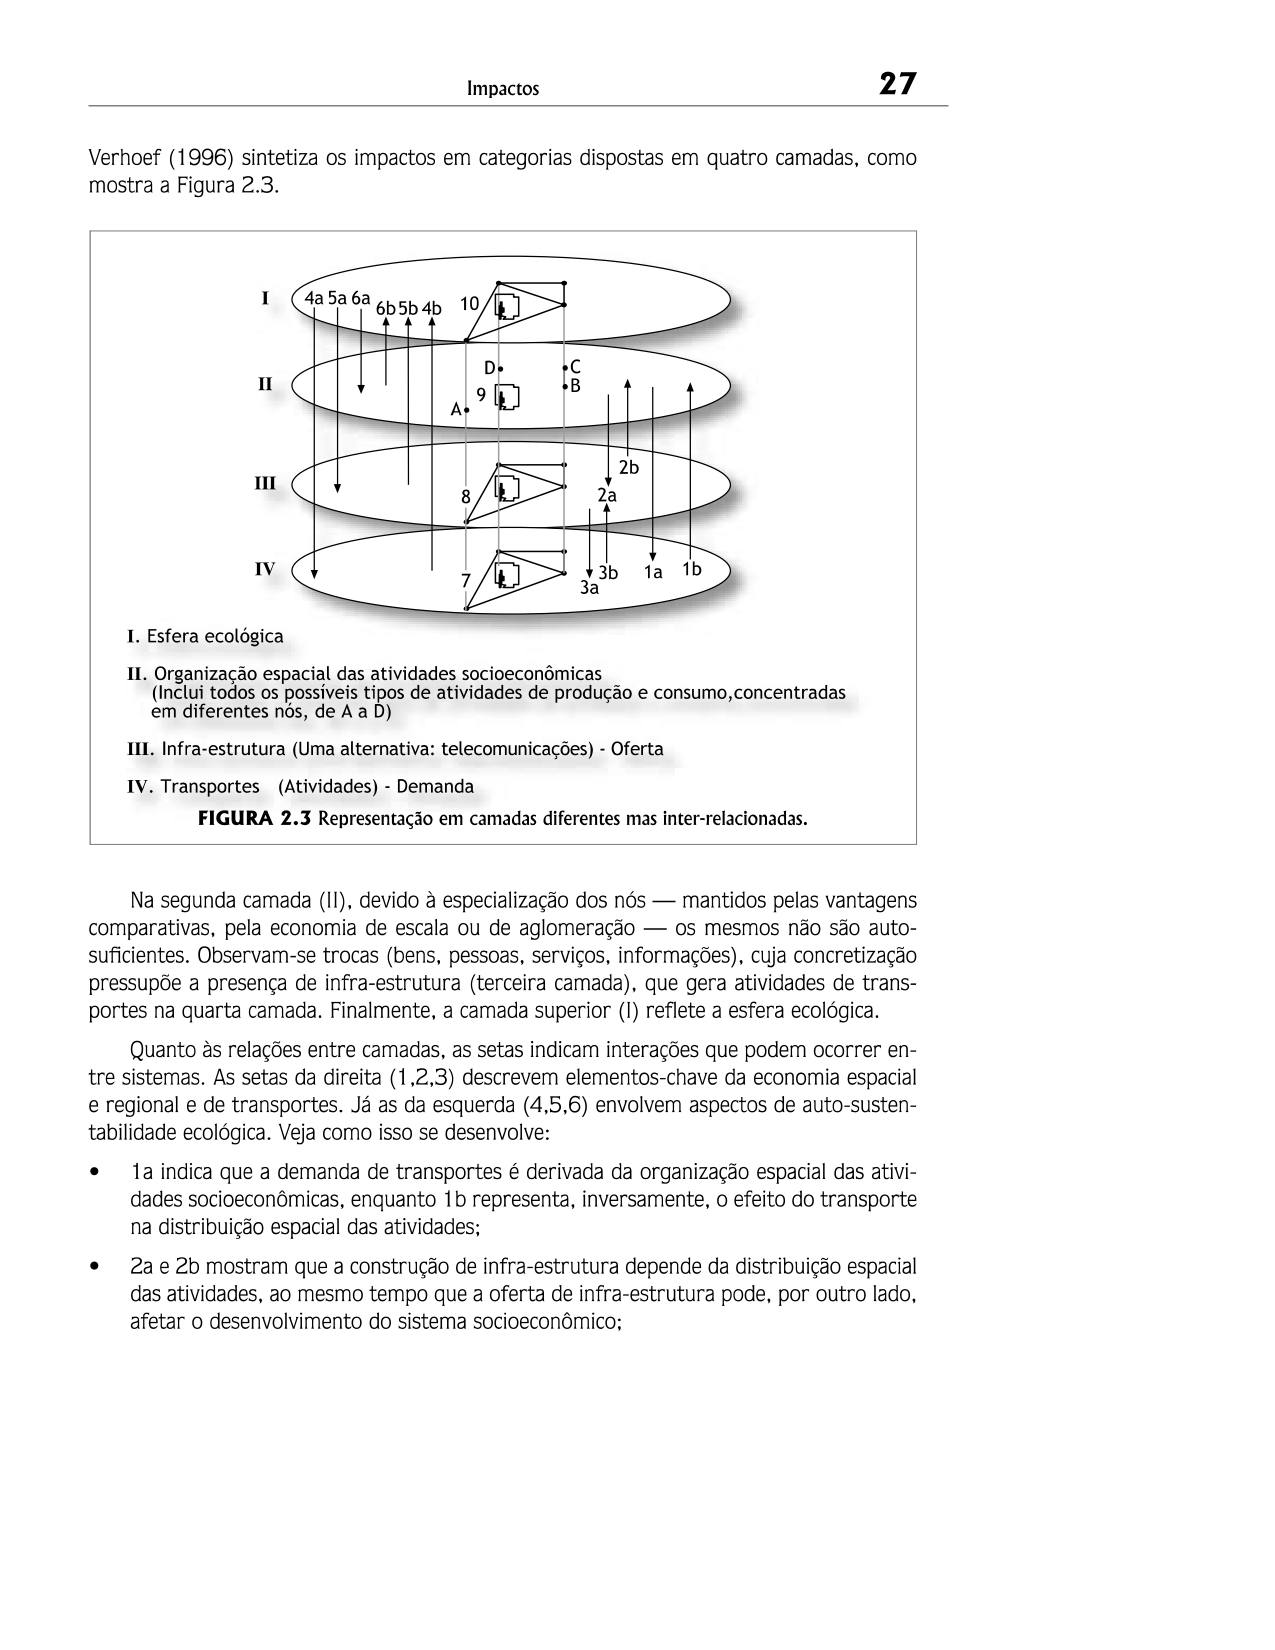 Impactos
27
Verhoef (1996) sintetiza os impactos em categorias dispostas em quatro camadas, como
mostra a Figura 2.3.
I
4a 5a 6a
6b 5b 4b
10
II
D
C
B
9
A
III
2b
8
2a
IV
7
3b
1a
1b
3a
I. Esfera ecológica
II. Organização espacial das atividades socioeconômicas
(Inclui todos os possíveis tipos de atividades de produção e consumo,concentradas
em diferentes nós, de A a D)
III. Infra-estrutura (Uma alternativa: telecomunicações) - Oferta
IV. Transportes (Atividades) - Demanda
FIGURA 2.3 Representação em camadas diferentes mas inter-relacionadas.
Na segunda camada (II), devido à especialização dos nós — mantidos pelas vantagens
comparativas, pela economia de escala ou de aglomeração — os mesmos não são auto-
suficientes. Observam-se trocas (bens, pessoas, serviços, informações), cuja concretização
pressupõe a presença de infra-estrutura (terceira camada), que gera atividades de trans-
portes na quarta camada. Finalmente, a camada superior (I) reflete a esfera ecológica.
Quanto às relações entre camadas, as setas indicam interações que podem ocorrer en-
tre sistemas. As setas da direita (1,2,3) descrevem elementos-chave da economia espacial
e regional e de transportes. Já as da esquerda (4,5,6) envolvem aspectos de auto-susten-
tabilidade ecológica. Veja como isso se desenvolve:
• 1a indica que a demanda de transportes é derivada da organização espacial das ativi-
dades socioeconômicas, enquanto 1b representa, inversamente, o efeito do transporte
na distribuição espacial das atividades;
• 2a e 2b mostram que a construção de infra-estrutura depende da distribuição espacial
das atividades, ao mesmo tempo que a oferta de infra-estrutura pode, por outro lado,
afetar o desenvolvimento do sistema socioeconômico;